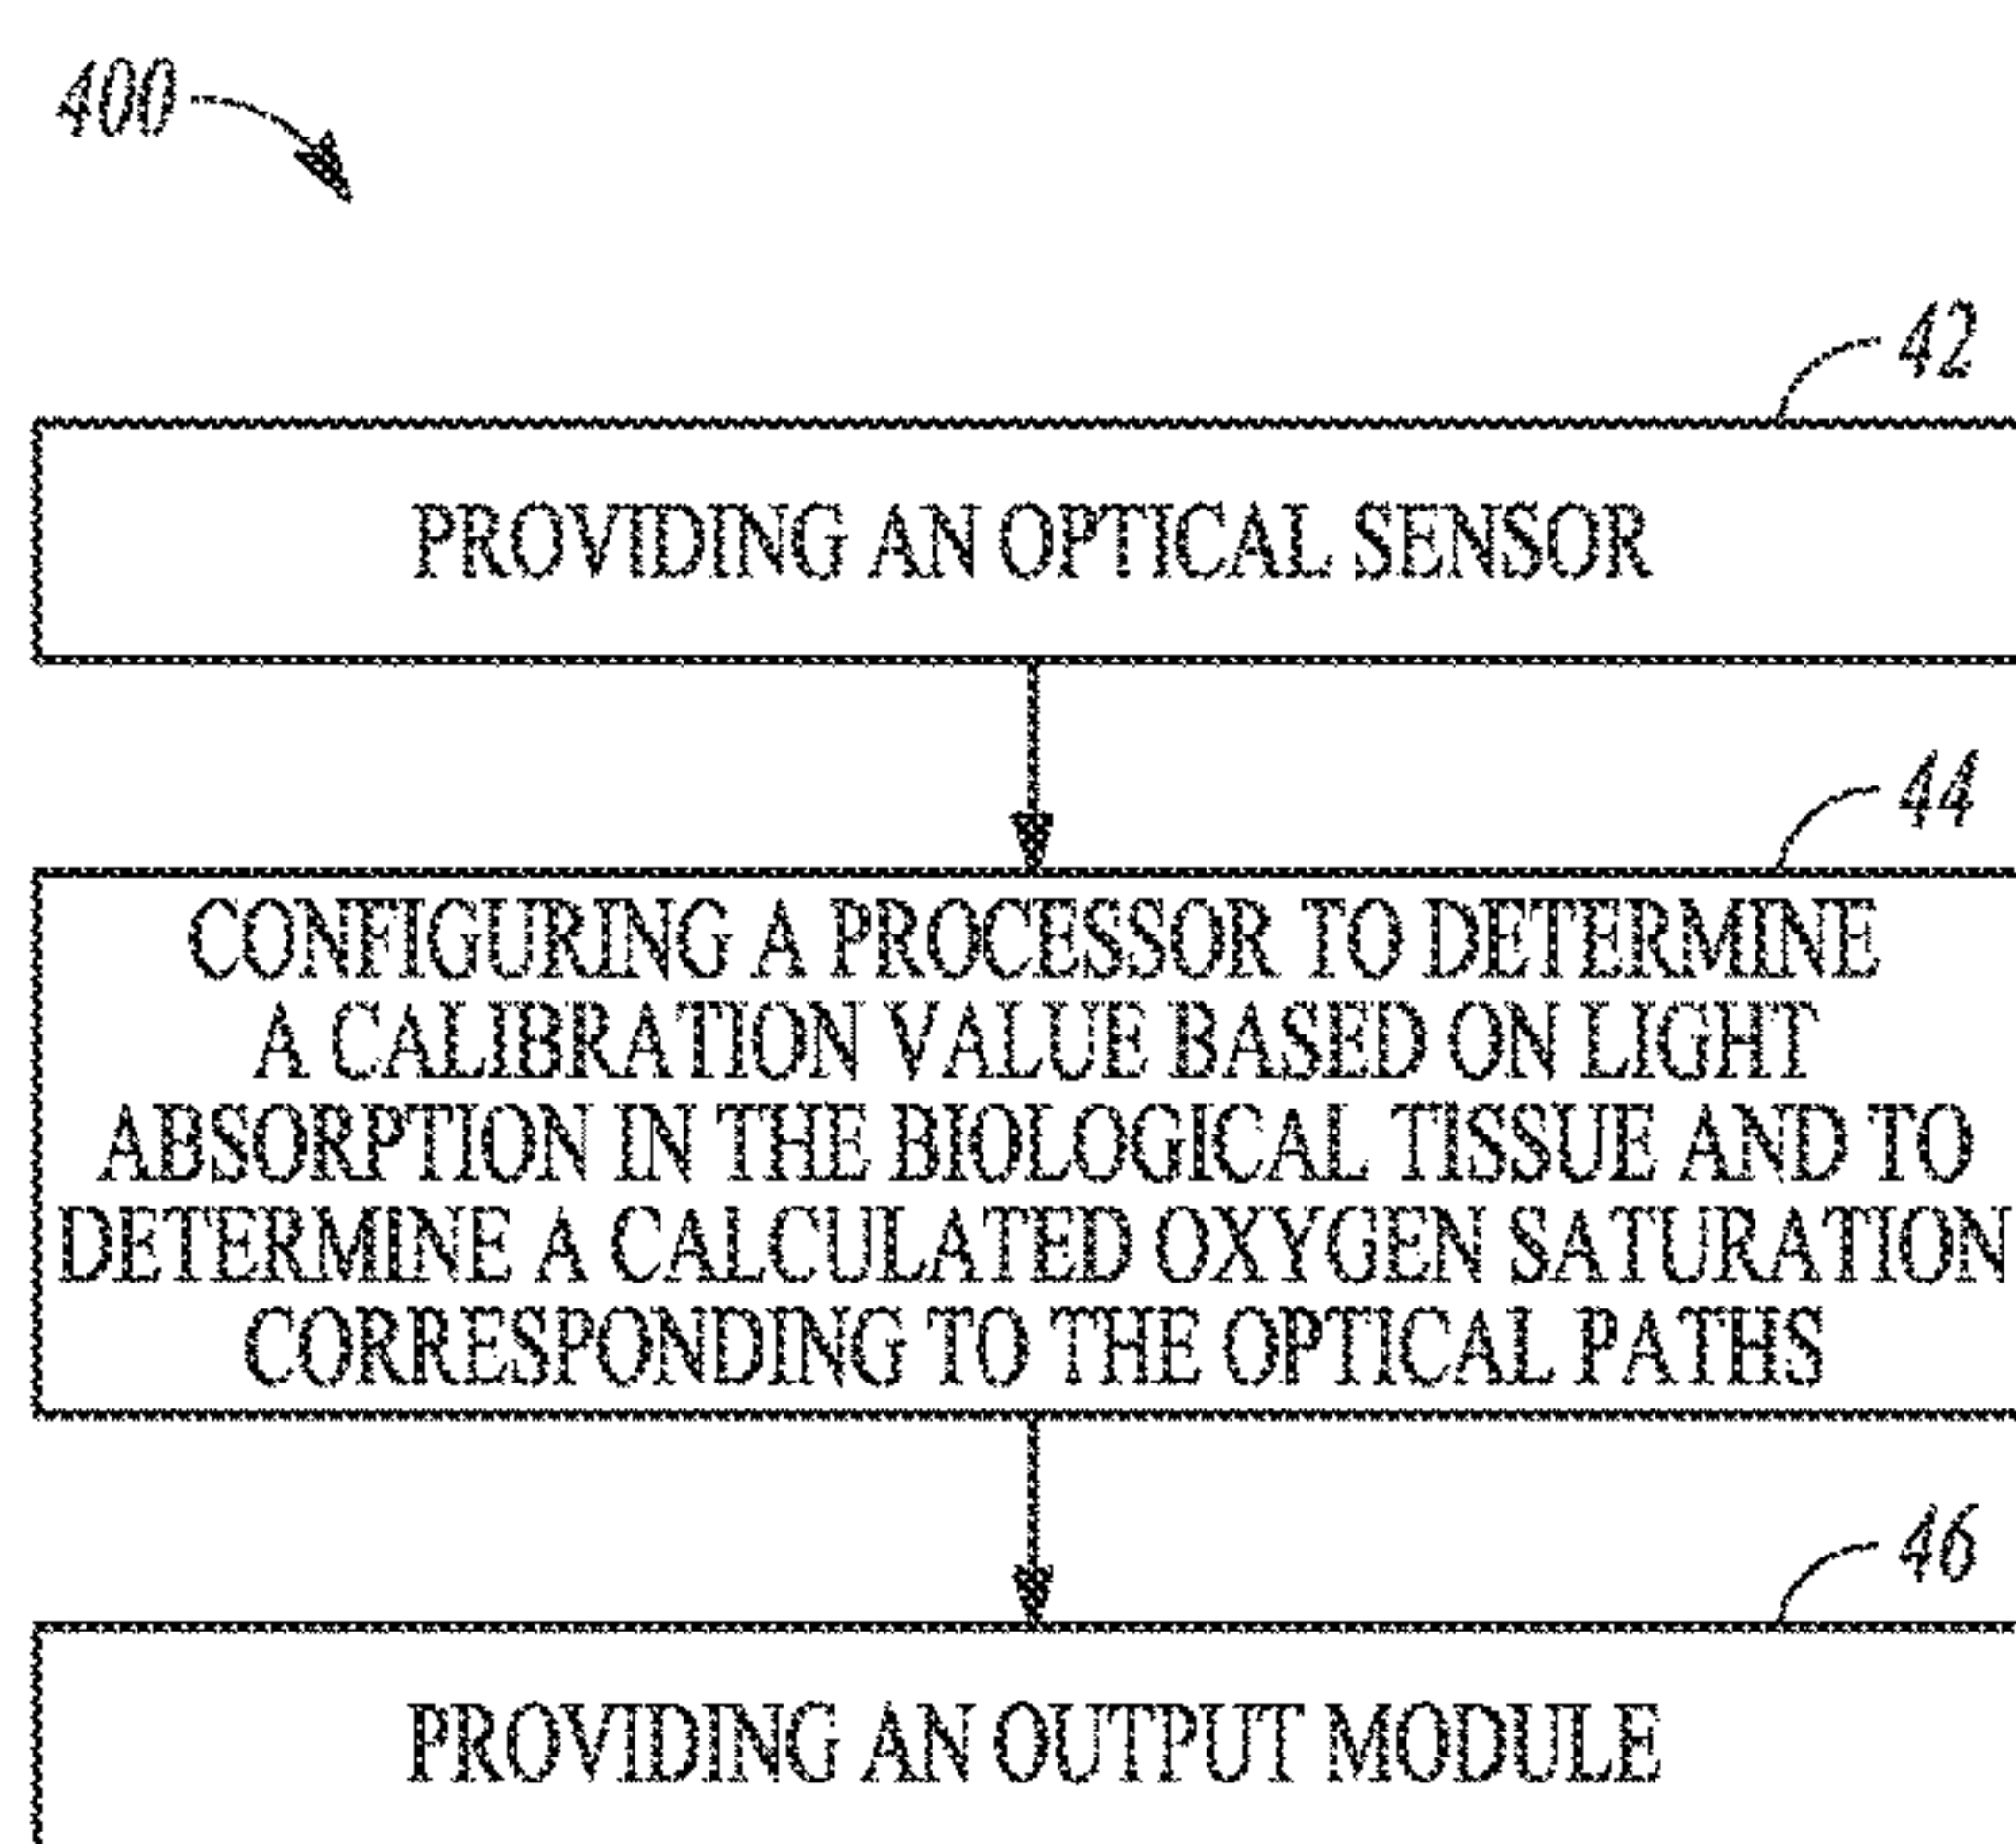 400
42
PROVIDING AN OPTICAL SENSOR
44
CONFIGURING A PROCESSOR TO DETERMINE
A CALIBRATION VALUE BASED ON LIGHT
ABSORPTION IN THE BIOLOGICAL TISSUE AND TO
DETERMINE A CALCULATED OXYGEN SATURATION
CORRESPONDING TO THE OPTICAL PATHS
46
PROVIDING AN OUTPUT MODULE